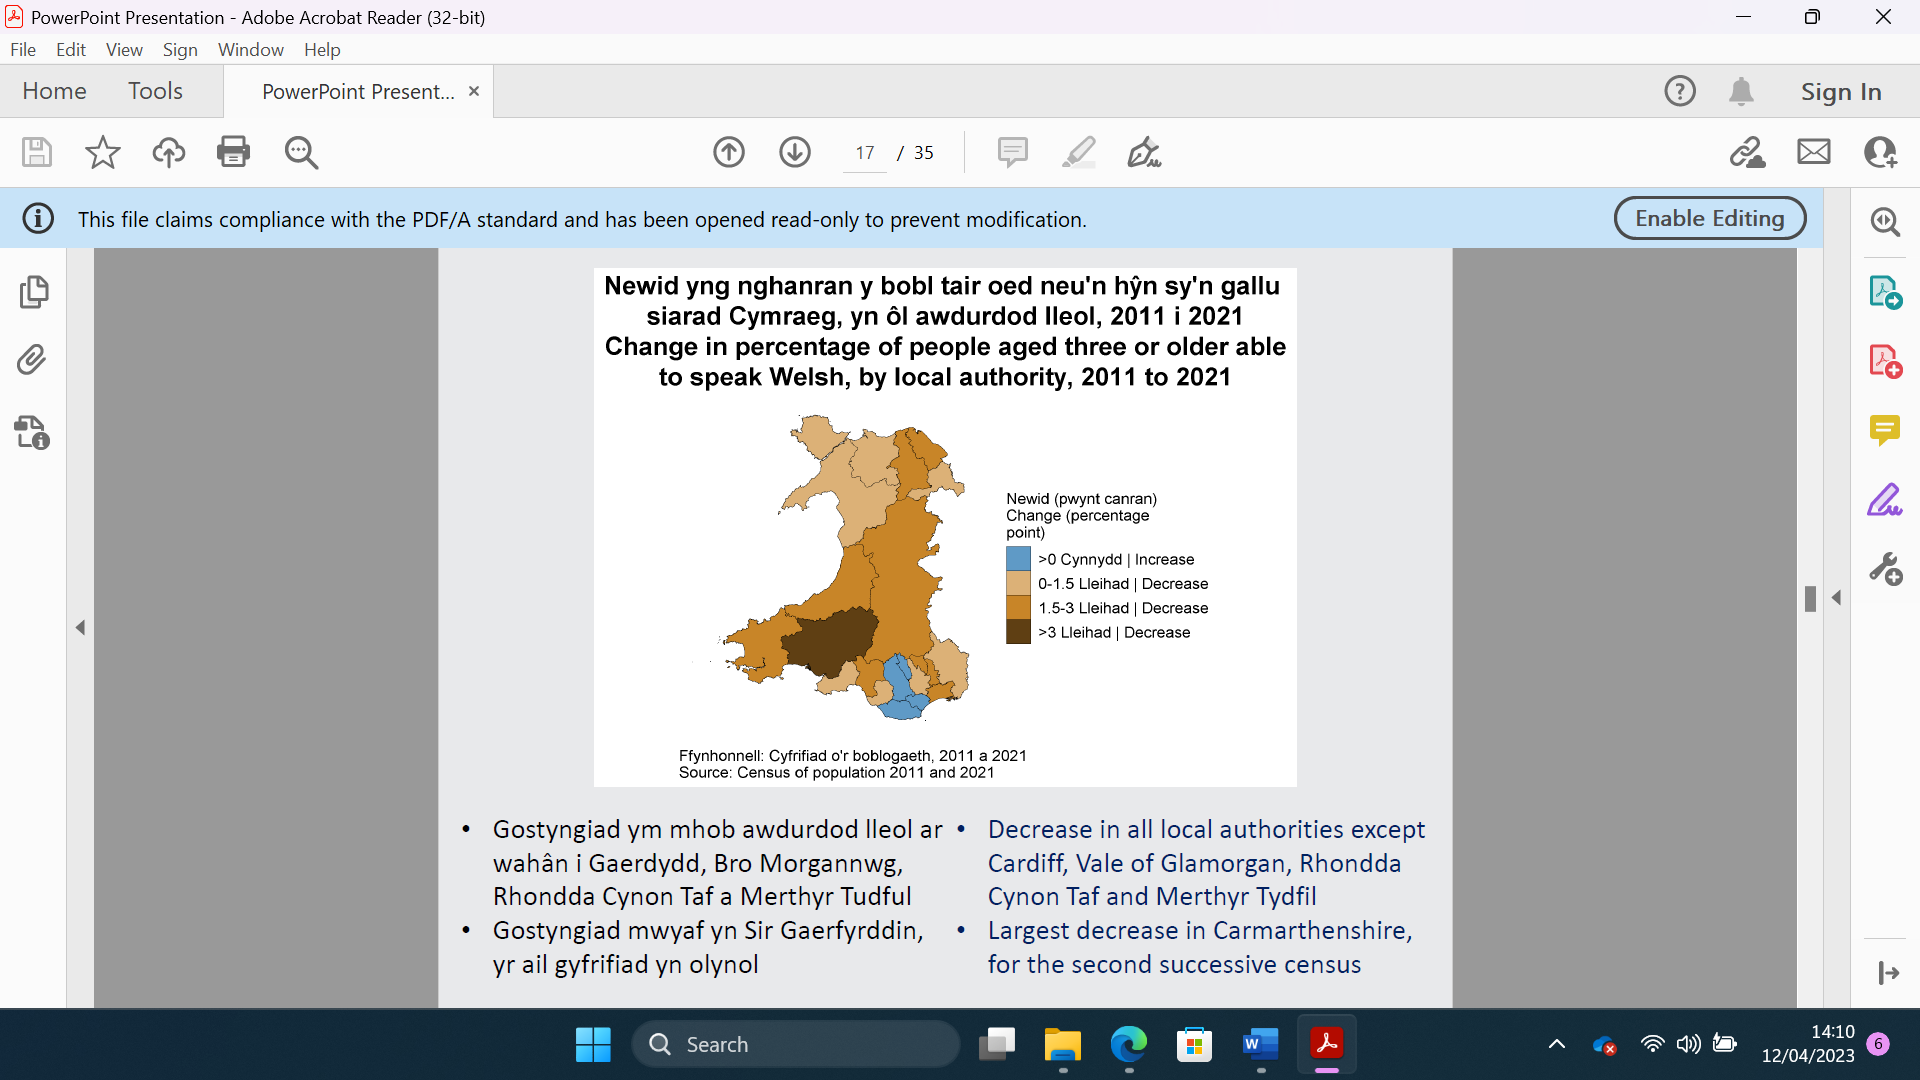 PowerPoint Presentation - Adobe Acrobat Reader (32-bit)
File Edit View Sign Window Help
Home Tools PowerPoint Present... × Sign In
17 / 35
This file claims compliance with the PDF/A standard and has been opened read-only to prevent modification. Enable Editing
Newid yng nghanran y bobl tair oed neu'n hŷn sy'n gallu
siarad Cymraeg, yn ôl awdurdod lleol, 2011 i 2021
Change in percentage of people aged three or older able
to speak Welsh, by local authority, 2011 to 2021
Newid (pwynt canran)
Change (percentage
point)
>0 Cynnydd | Increase
0-1.5 Lleihad | Decrease
1.5-3 Lleihad | Decrease
>3 Lleihad | Decrease
Ffynhonnell: Cyfrifiad o'r boblogaeth, 2011 a 2021
Source: Census of population 2011 and 2021
• Gostyngiad ym mhob awdurdod lleol ar
wahân i Gaerdydd, Bro Morgannwg,
Rhondda Cynon Taf a Merthyr Tudful
• Gostyngiad mwyaf yn Sir Gaerfyrddin,
yr ail gyfrifiad yn olynol
• Decrease in all local authorities except
Cardiff, Vale of Glamorgan, Rhondda
Cynon Taf and Merthyr Tydfil
• Largest decrease in Carmarthenshire,
for the second successive census
Search
14:10
12/04/2023
6